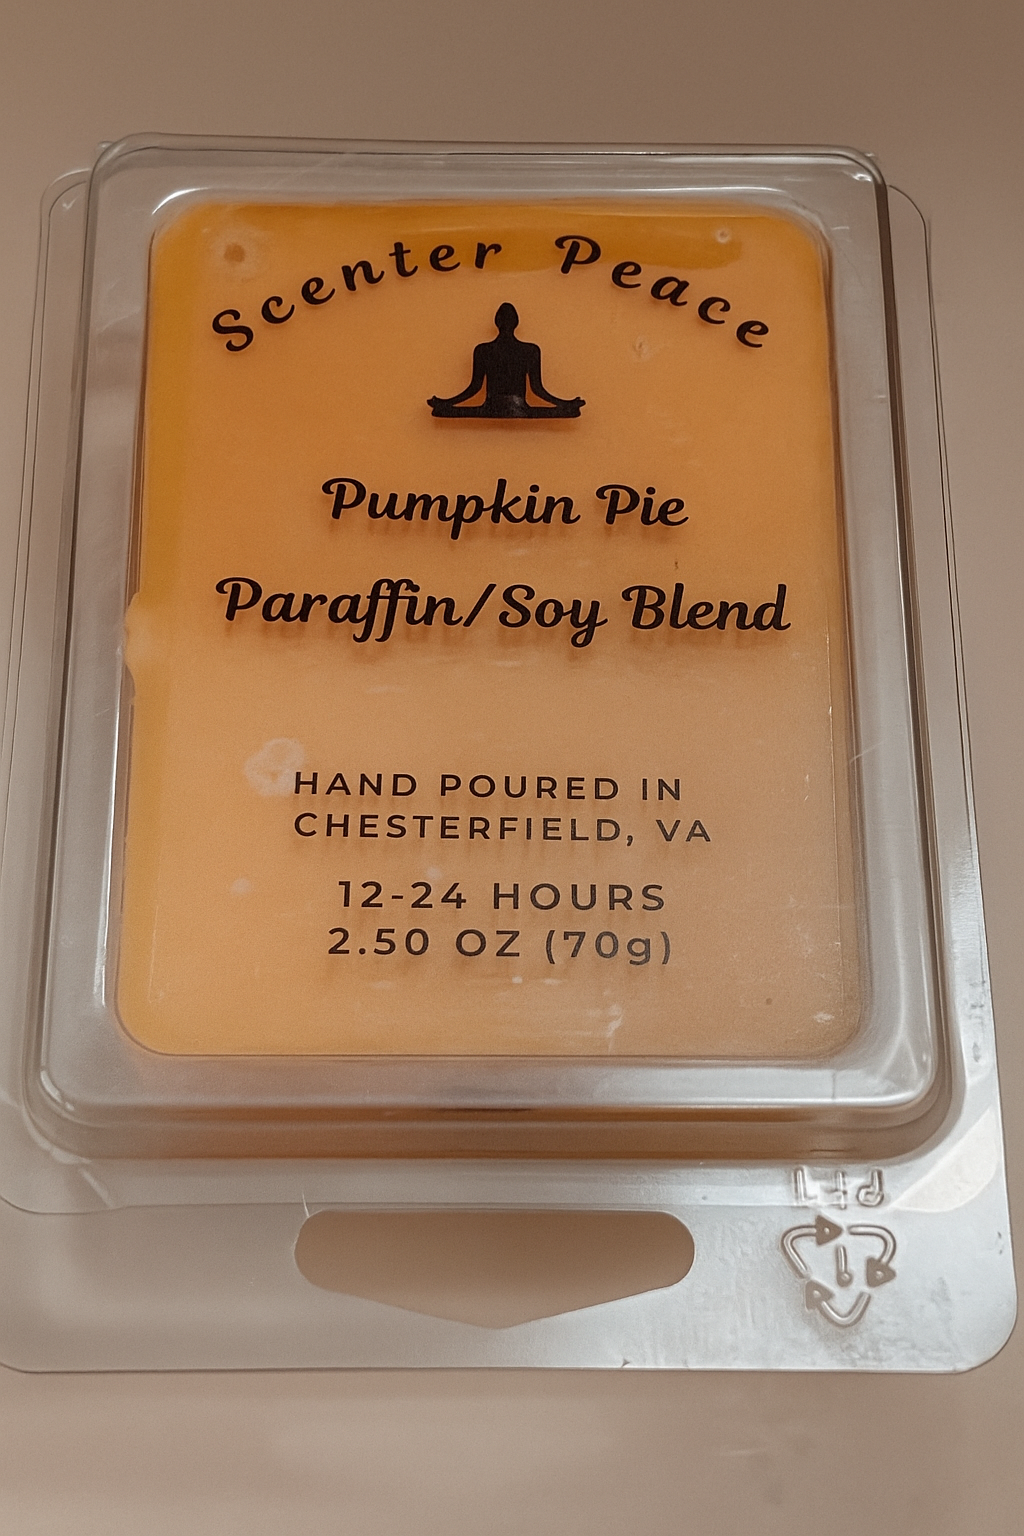 Scenter Peace
Pumpkin Pie
Paraffin/Soy Blend
HAND POURED IN
CHESTERFIELD, VA
12-24 HOURS
2.50 OZ (70g)
1